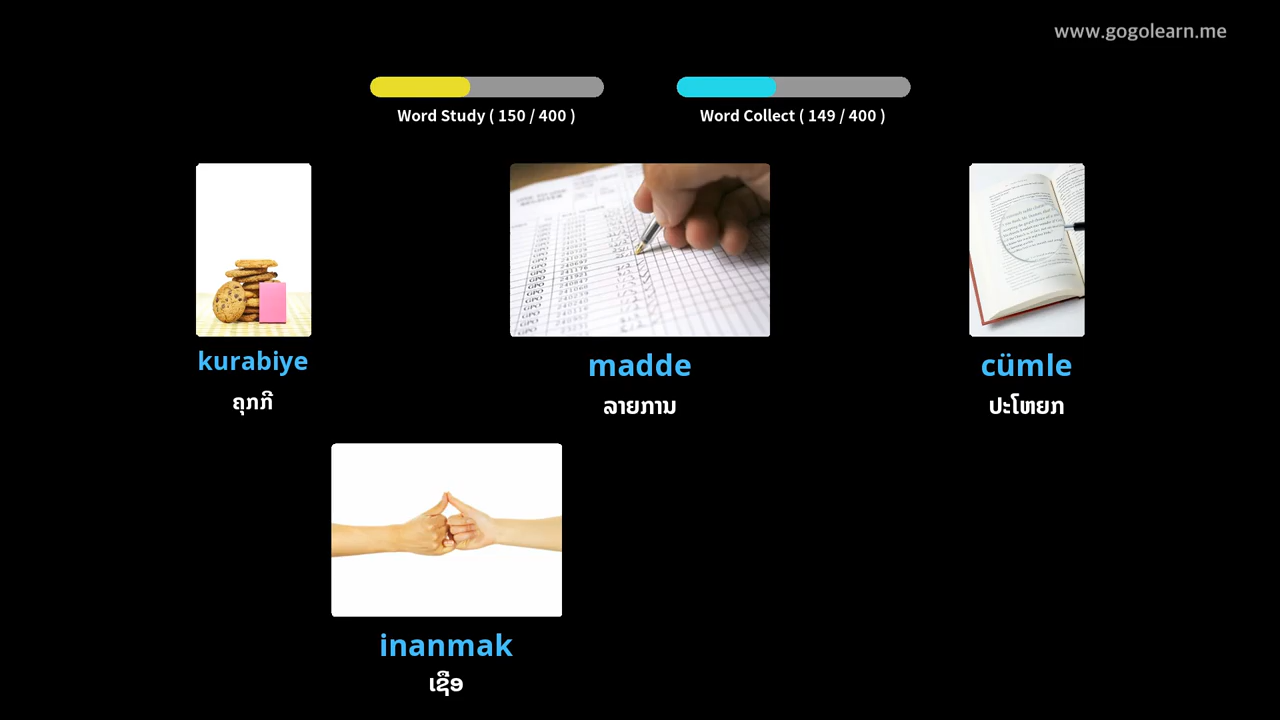 www.gogolearn.me
Word Study ( 150 / 400 )
Word Collect ( 149 / 400 )
kurabiye
madde
cümle
ຄຸກກີ
ລາຍການ
ປະໂຫຍກ
inanmak
ເຊື່ອ